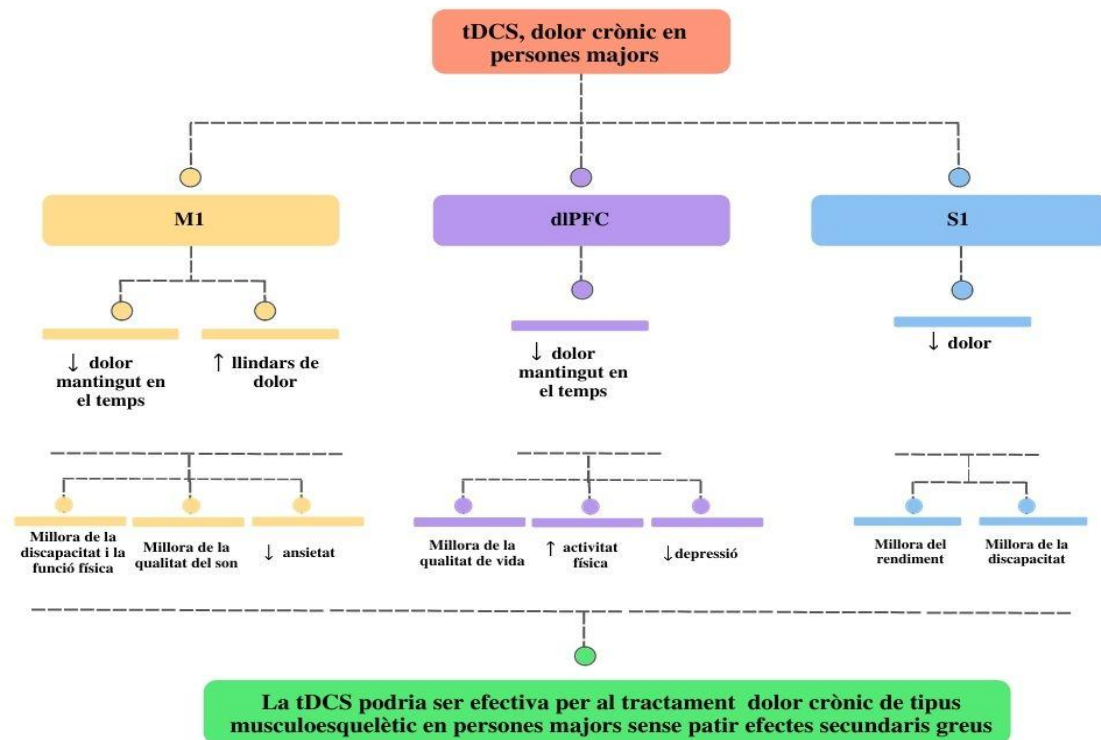 tDCS, dolor crònic en
persones majors
M1
dlPFC
S1
↓ dolor
mantingut en
el temps
↑ llindars de
dolor
↓ dolor
mantingut en
el temps
↓ dolor
Millora de la
discapacitat i la
funció física
Millora de la
qualitat del son
↓ ansietat
Millora de la
qualitat de vida
↑ activitat
física
↓depressió
Millora del
rendiment
Millora de la
discapacitat
La tDCS podria ser efectiva per al tractament dolor crònic de tipus
musculoesquelètic en persones majors sense patir efectes secundaris greus